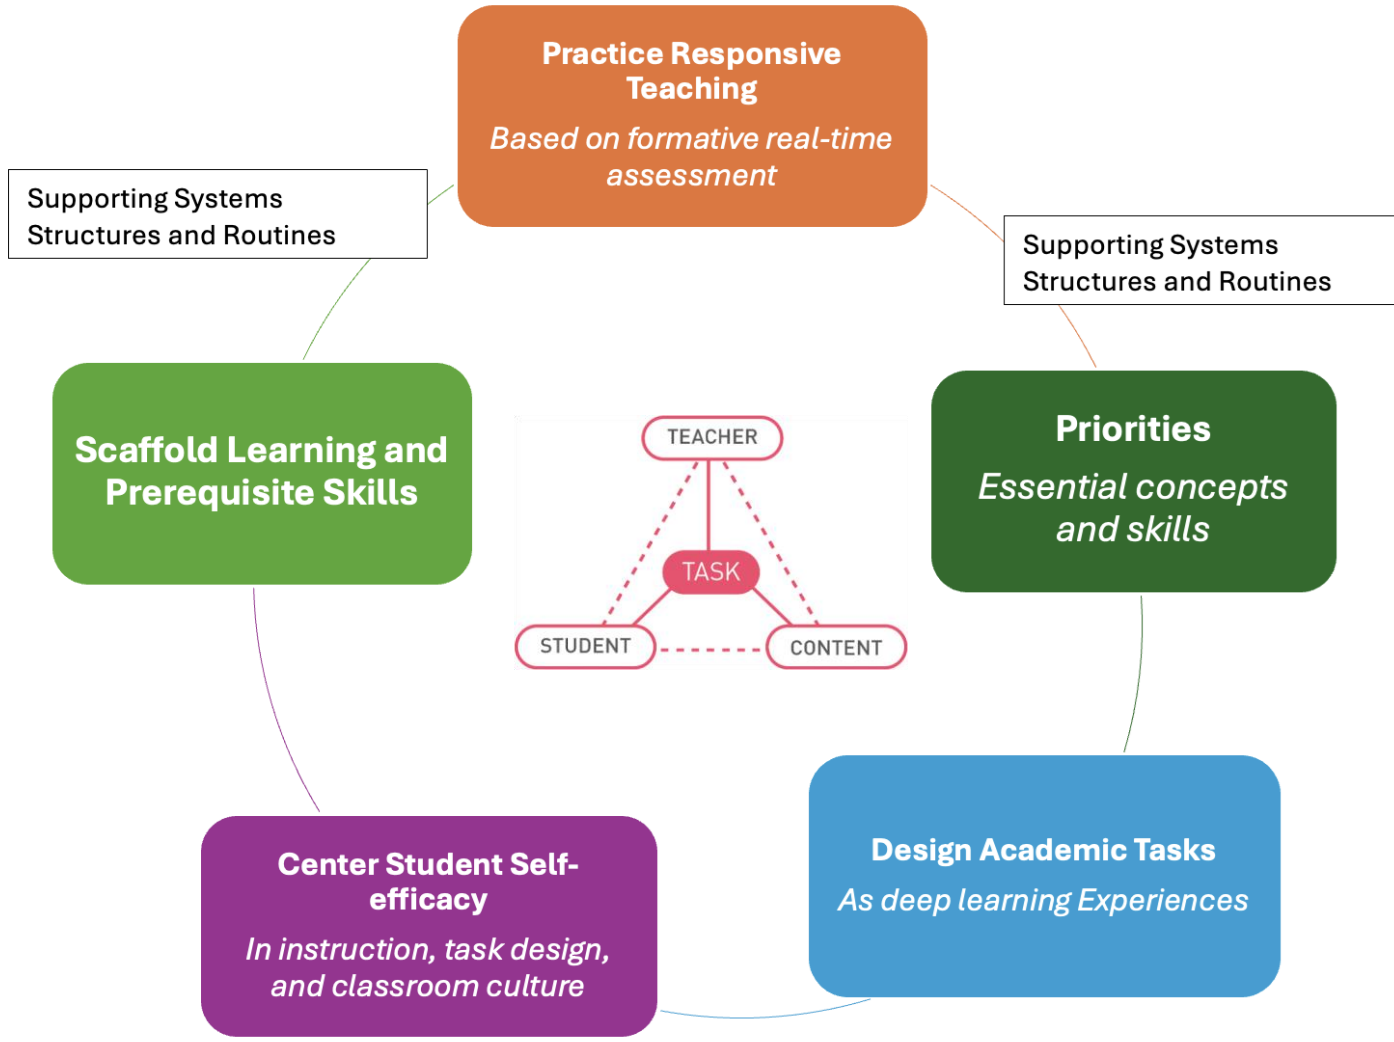 Practice Responsive
Teaching
Based on formative real-time
assessment
Supporting Systems
Structures and Routines
Supporting Systems
Structures and Routines
Scaffold Learning and
Prerequisite Skills
TEACHER
TASK
STUDENT
CONTENT
Priorities
Essential concepts
and skills
Center Student Self-
efficacy
In instruction, task design,
and classroom culture
Design Academic Tasks
As deep learning Experiences